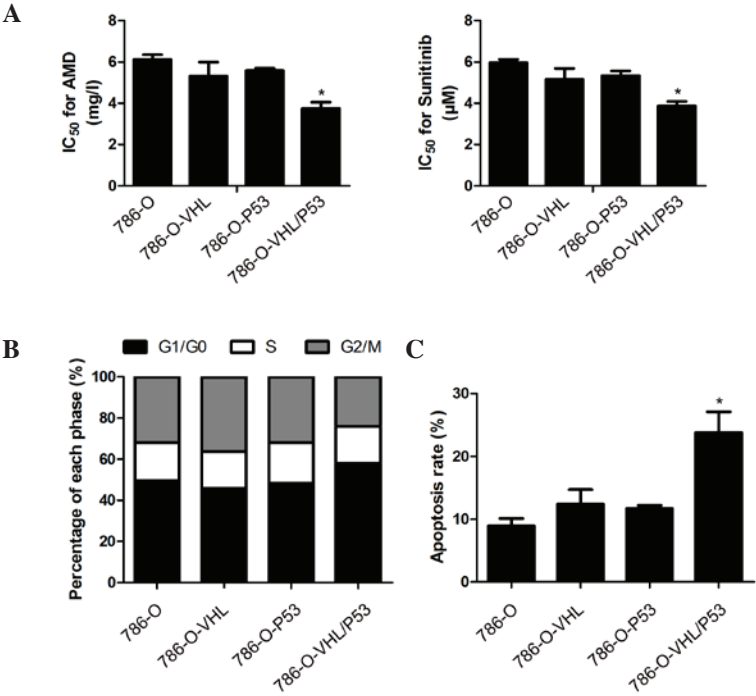 A
IC50 for AMD
(mg/l)
8
6
4
2
0
*
786-O
786-O-VHL
786-O-P53
786-O-VHL/P53
IC50 for Sunitinib
(μM)
8
6
4
2
0
*
786-O
786-O-VHL
786-O-P53
786-O-VHL/P53
B
G1/G0 S G2/M
Percentage of each phase (%)
100
80
60
40
20
0
786-O
786-O-VHL
786-O-P53
786-O-VHL/P53
C
Apoptosis rate (%)
30
20
10
0
*
786-O
786-O-VHL
786-O-P53
786-O-VHL/P53